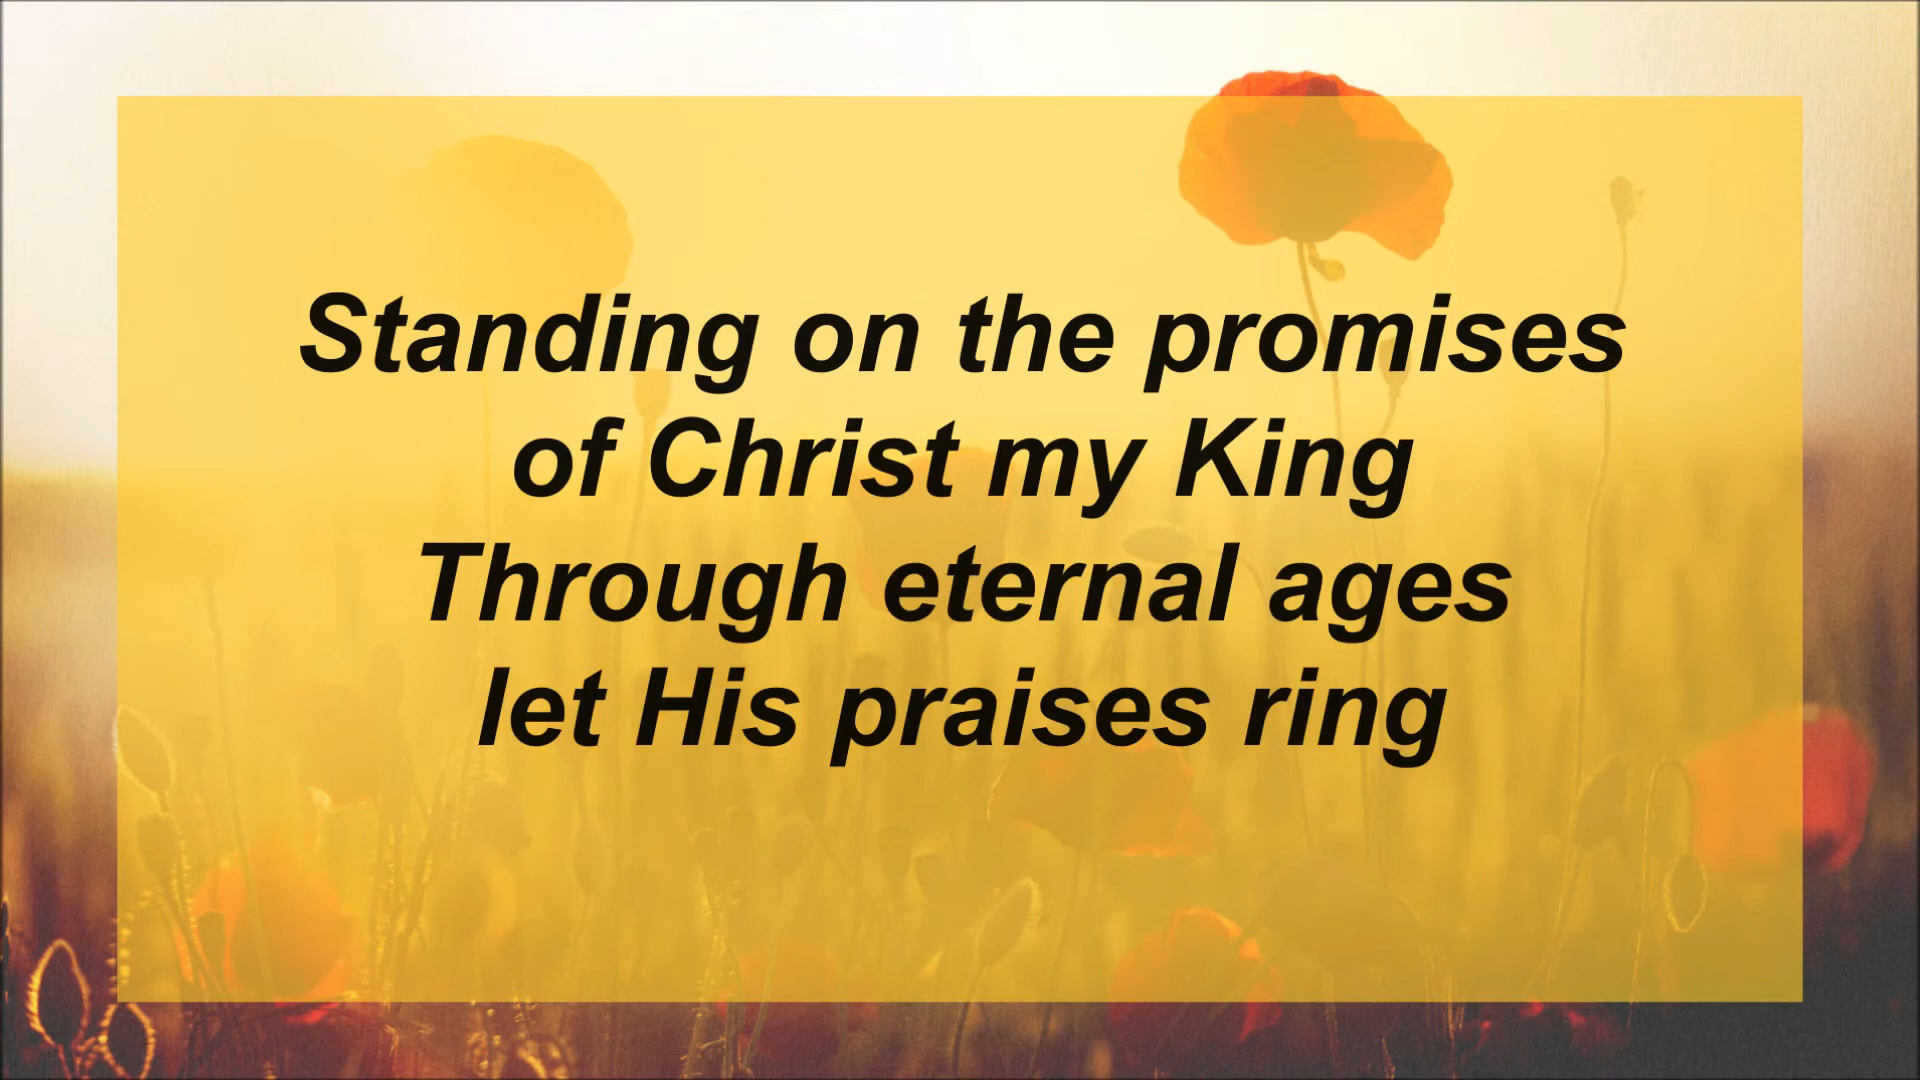 Standing on the promises
of Christ my King
Through eternal ages
let His praises ring